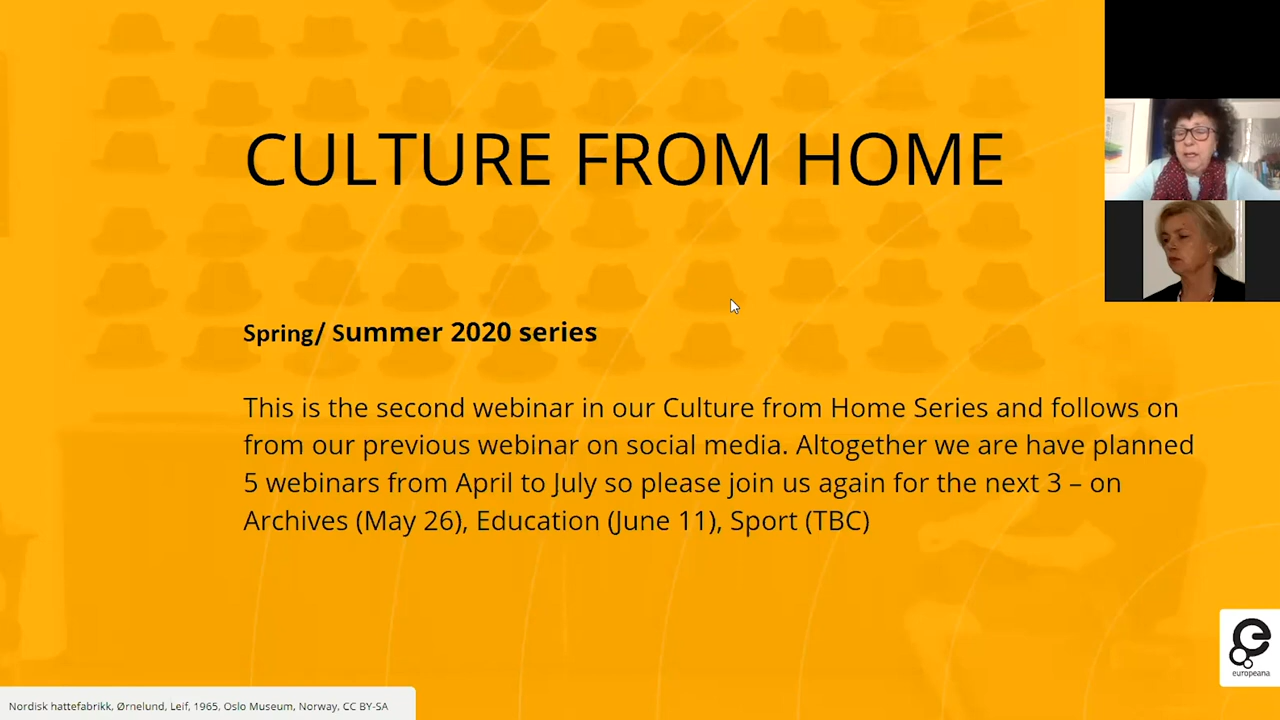 CULTURE FROM HOME
Spring/ Summer 2020 series
This is the second webinar in our Culture from Home Series and follows on
from our previous webinar on social media. Altogether we are have planned
5 webinars from April to July so please join us again for the next 3 – on
Archives (May 26), Education (June 11), Sport (TBC)
europeana
Nordisk hattefabrikk, Ørnelund, Leif, 1965, Oslo Museum, Norway, CC BY-SA